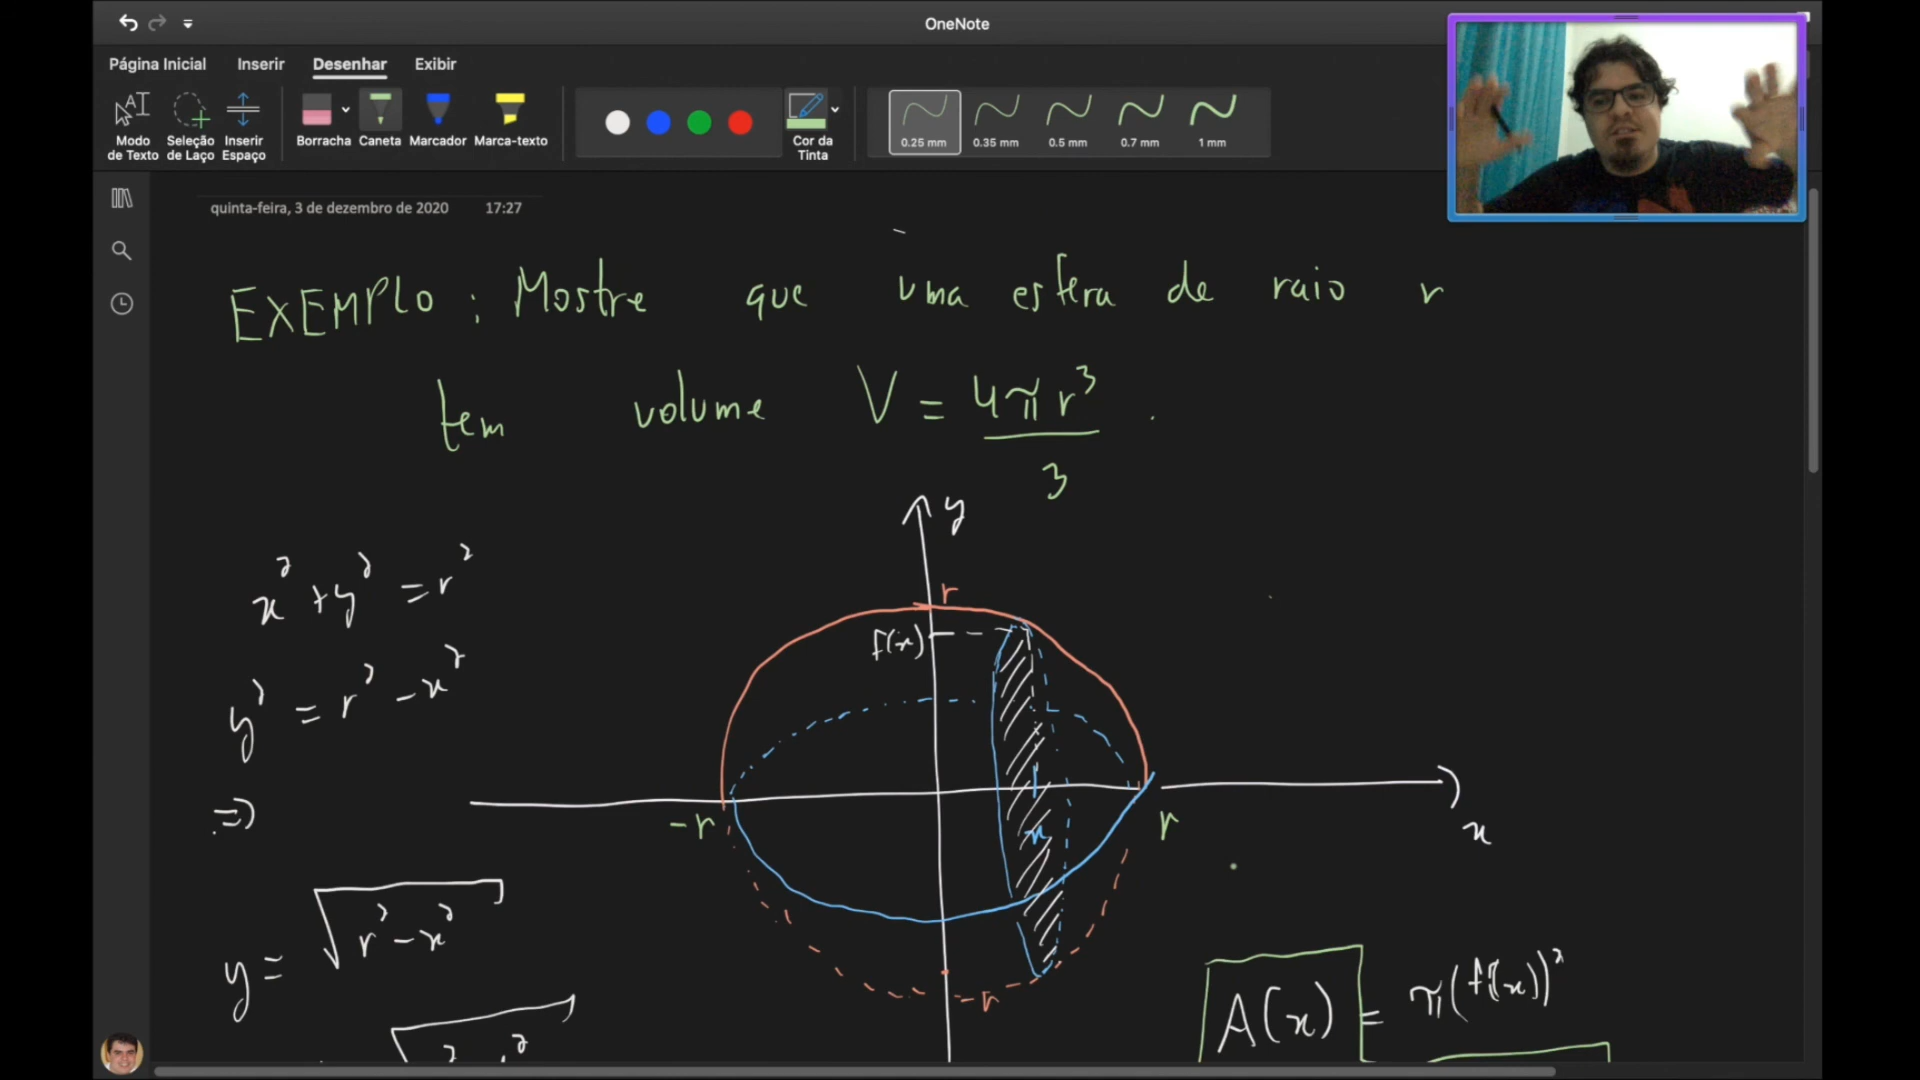 OneNote
Página Inicial Inserir Desenhar Exibir
Modo de Texto
Seleção de Laço
Inserir Espaço
Borracha
Caneta
Marcador
Marca-texto
Cor da Tinta
0.25 mm
0.35 mm
0.5 mm
0.7 mm
1 mm
quinta-feira, 3 de dezembro de 2020 17:27
EXEMPLO: Mostre que uma esfera de raio r
tem volume V = 4πr³/3.
y
x² + y² = r²
r
f(x)
y² = r² - x²
x
-r
r
x
=>
y = √(r² - x²)
-r
A(x) = π(f(x))²